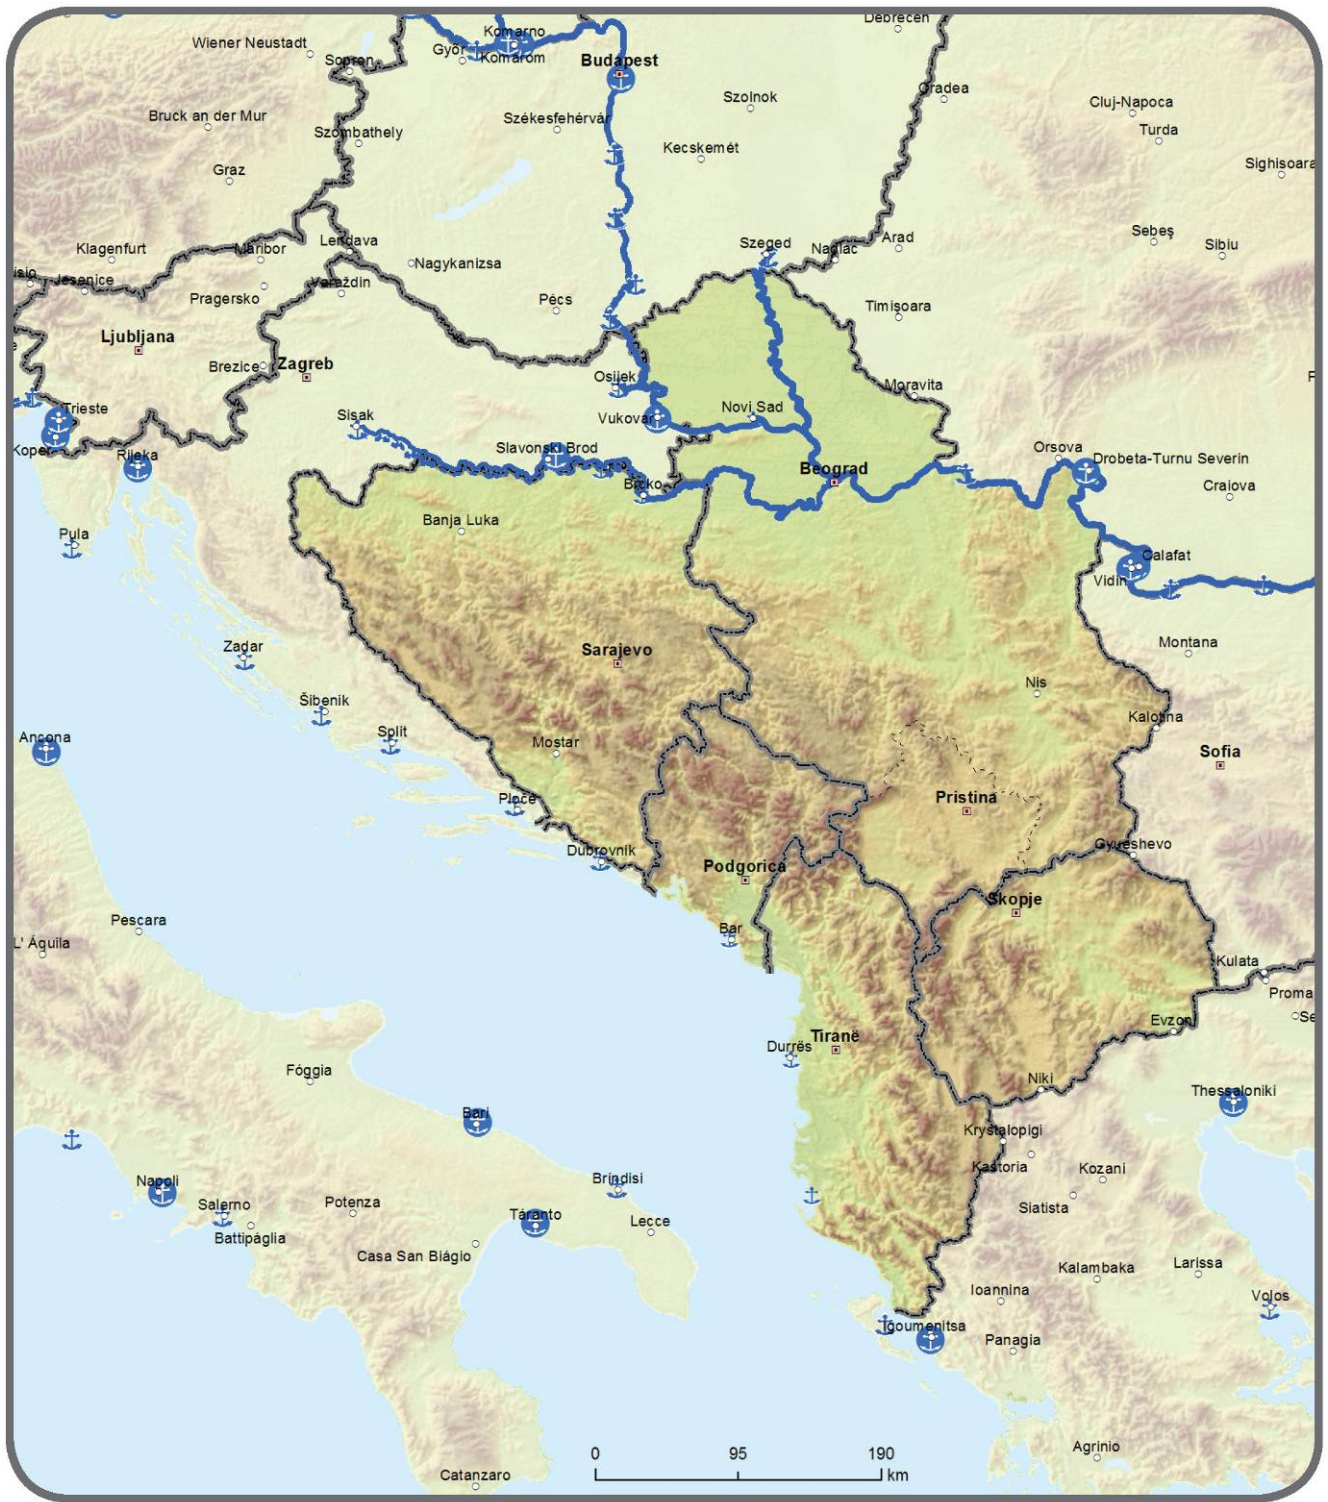 Debrecen
Komarno
Wiener Neustadt
Györ
Komárom
Sopron
Budapest
Oradea
Szolnok
Cluj-Napoca
Bruck an der Mur
Székesfehérvár
Szombathely
Turda
Kecskemét
Graz
Sighisoara
Klagenfurt
Maribor
Lendava
Szeged
Nadlac
Arad
Sebeş
Sibiu
Nagykanizsa
Jesenice
Varaždin
Pragersko
Pécs
Timişoara
Ljubljana
Brezice
Zagreb
Osijek
Moravita
Trieste
Sisak
Vukovar
Novi Sad
Koper
Rijeka
Slavonski Brod
Orsova
Drobeta-Turnu Severin
Beograd
Brcko
Craiova
Banja Luka
Pula
Calafat
Vidin
Zadar
Sarajevo
Montana
Nis
Šibenik
Kalotina
Split
Mostar
Ancona
Sofia
Ploče
Pristina
Dubrovnik
Gyueshevo
Podgorica
Skopje
Pescara
Bar
L' Áquila
Kulata
Proma
Evzoni
Tiranë
Durrës
Fóggia
Niki
Thessaloniki
Bari
Krystalopigi
Kastoria
Kozani
Napoli
Brindisi
Salerno
Potenza
Siatista
Táranto
Lecce
Battipáglia
Casa San Biágio
Kalambaka
Larissa
Ioannina
Volos
Igoumenitsa
Panagia
Agrinio
0 95 190
km
Catanzaro